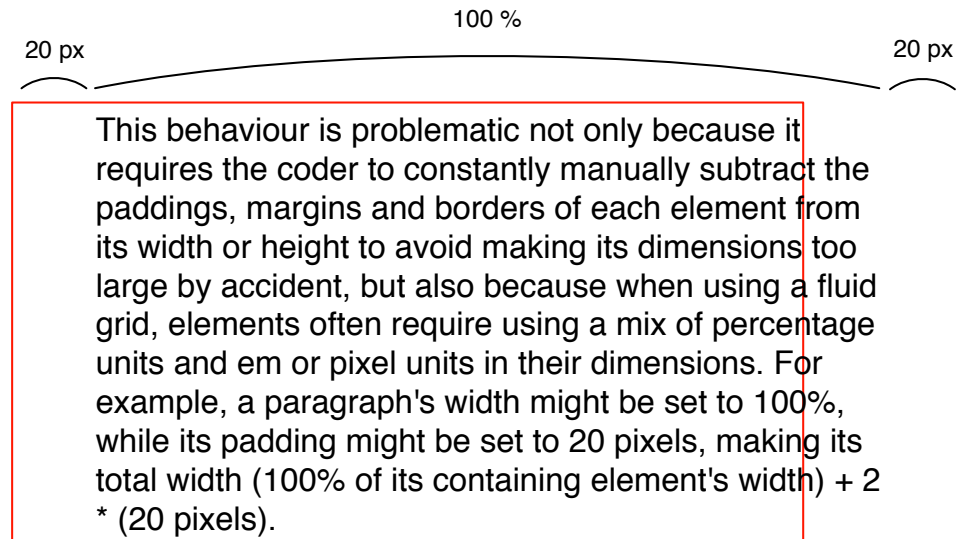 100 %
20 px
20 px
This behaviour is problematic not only because it
requires the coder to constantly manually subtract the
paddings, margins and borders of each element from
its width or height to avoid making its dimensions too
large by accident, but also because when using a fluid
grid, elements often require using a mix of percentage
units and em or pixel units in their dimensions. For
example, a paragraph's width might be set to 100%,
while its padding might be set to 20 pixels, making its
total width (100% of its containing element's width) + 2
* (20 pixels).